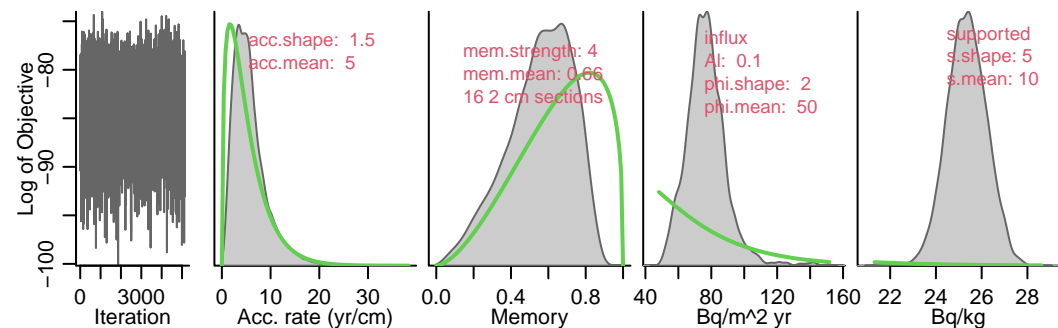 Log of Objective
−80
−90
−100
0 3000
Iteration
acc.shape: 1.5
acc.mean: 5
0 10 20 30
Acc. rate (yr/cm)
mem.strength: 4
mem.mean: 0.66
16 2 cm sections
0.0 0.4 0.8
Memory
influx
Al: 0.1
phi.shape: 2
phi.mean: 50
40 80 120 160
Bq/m^2 yr
supported
s.shape: 5
s.mean: 10
22 24 26 28
Bq/kg